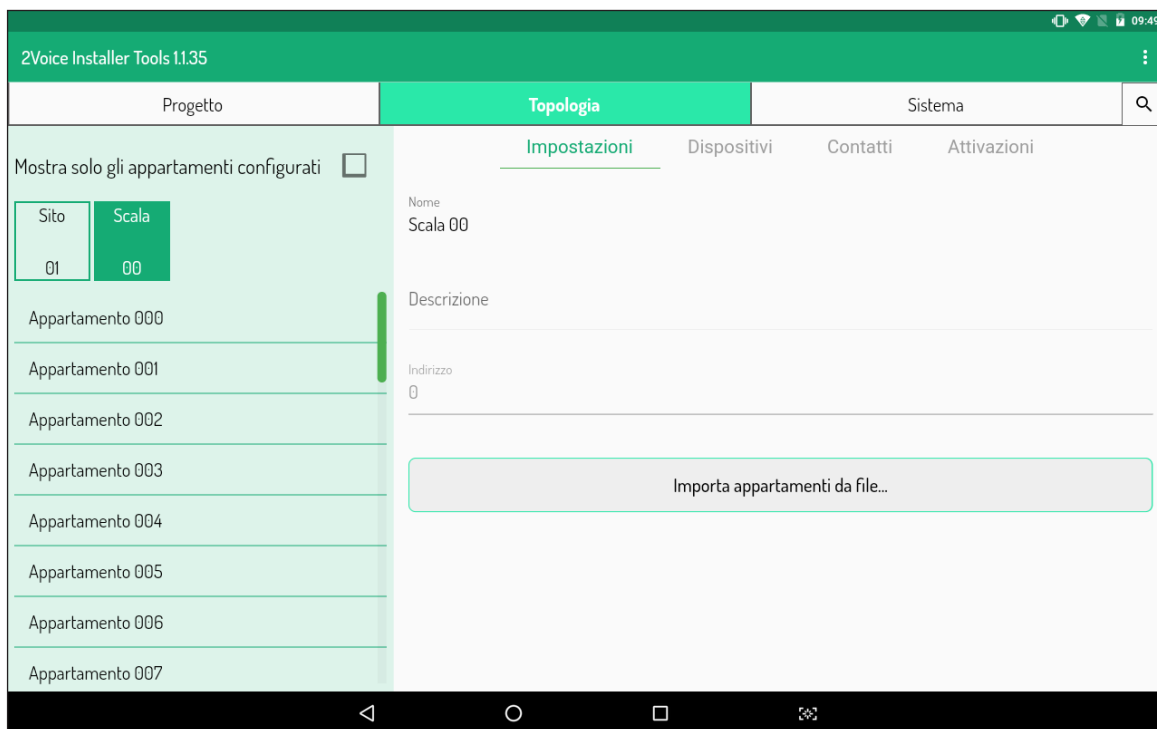 09:49
2Voice Installer Tools 1.1.35
Progetto
Topologia
Sistema
Mostra solo gli appartamenti configurati
Sito
01
Scala
00
Appartamento 000
Appartamento 001
Appartamento 002
Appartamento 003
Appartamento 004
Appartamento 005
Appartamento 006
Appartamento 007
Impostazioni
Dispositivi
Contatti
Attivazioni
Nome
Scala 00
Descrizione
Indirizzo
0
Importa appartamenti da file...